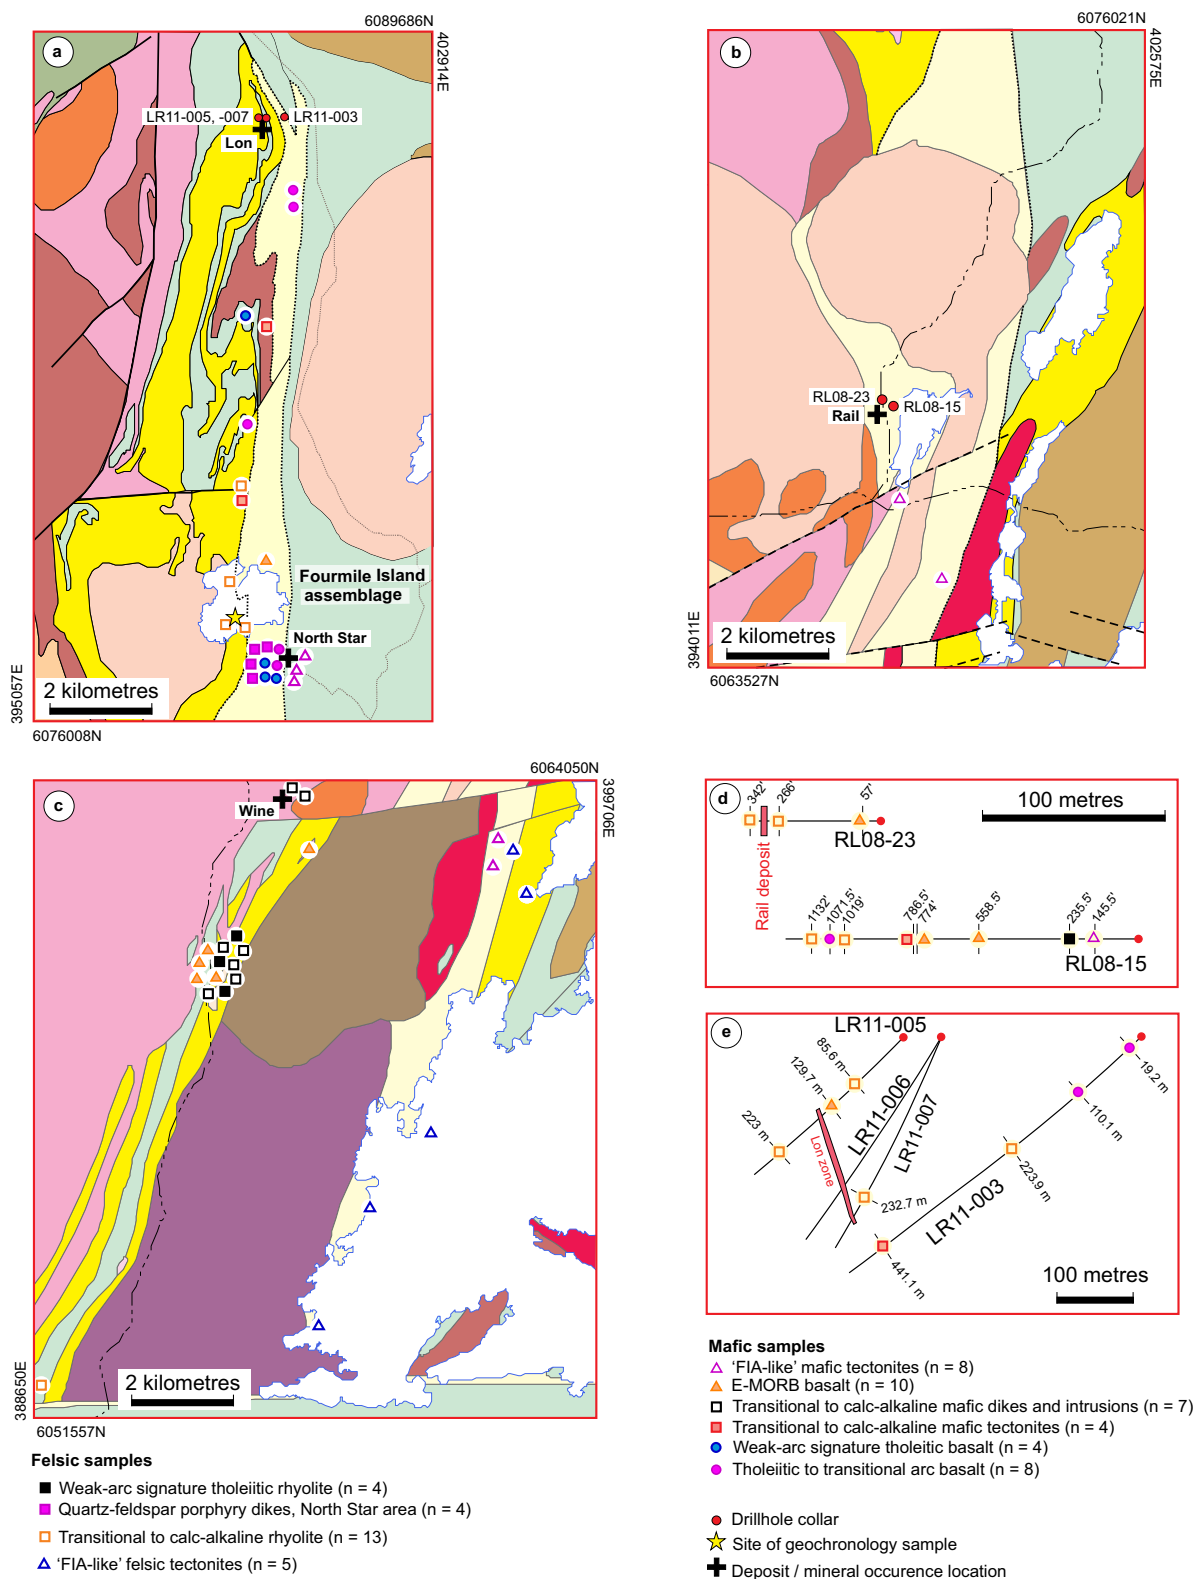 6089686N
402914E
a
LR11-005, -007
LR11-003
Lon
Fourmile Island
assemblage
North Star
2 kilometres
395057E
6076008N
6076021N
402575E
b
RL08-23
RL08-15
Rail
2 kilometres
394011E
6063527N
6064050N
399706E
c
Wine
2 kilometres
388650E
6051557N
d
342'
266'
57'
100 metres
RL08-23
Rail deposit
1132'
1071.5'
1019'
786.5'
774'
558.5'
235.5'
145.5'
RL08-15
e
LR11-005
85.6 m
129.7 m
223 m
LR11-006
LR11-007
Lon zone
232.7 m
LR11-003
19.2 m
110.1 m
223.9 m
441.1 m
100 metres
Felsic samples
Weak-arc signature tholeiitic rhyolite (n = 4)
Quartz-feldspar porphyry dikes, North Star area (n = 4)
Transitional to calc-alkaline rhyolite (n = 13)
'FIA-like' felsic tectonites (n = 5)
Mafic samples
'FIA-like' mafic tectonites (n = 8)
E-MORB basalt (n = 10)
Transitional to calc-alkaline mafic dikes and intrusions (n = 7)
Transitional to calc-alkaline mafic tectonites (n = 4)
Weak-arc signature tholeitic basalt (n = 4)
Tholeiitic to transitional arc basalt (n = 8)
Drillhole collar
Site of geochronology sample
Deposit / mineral occurence location